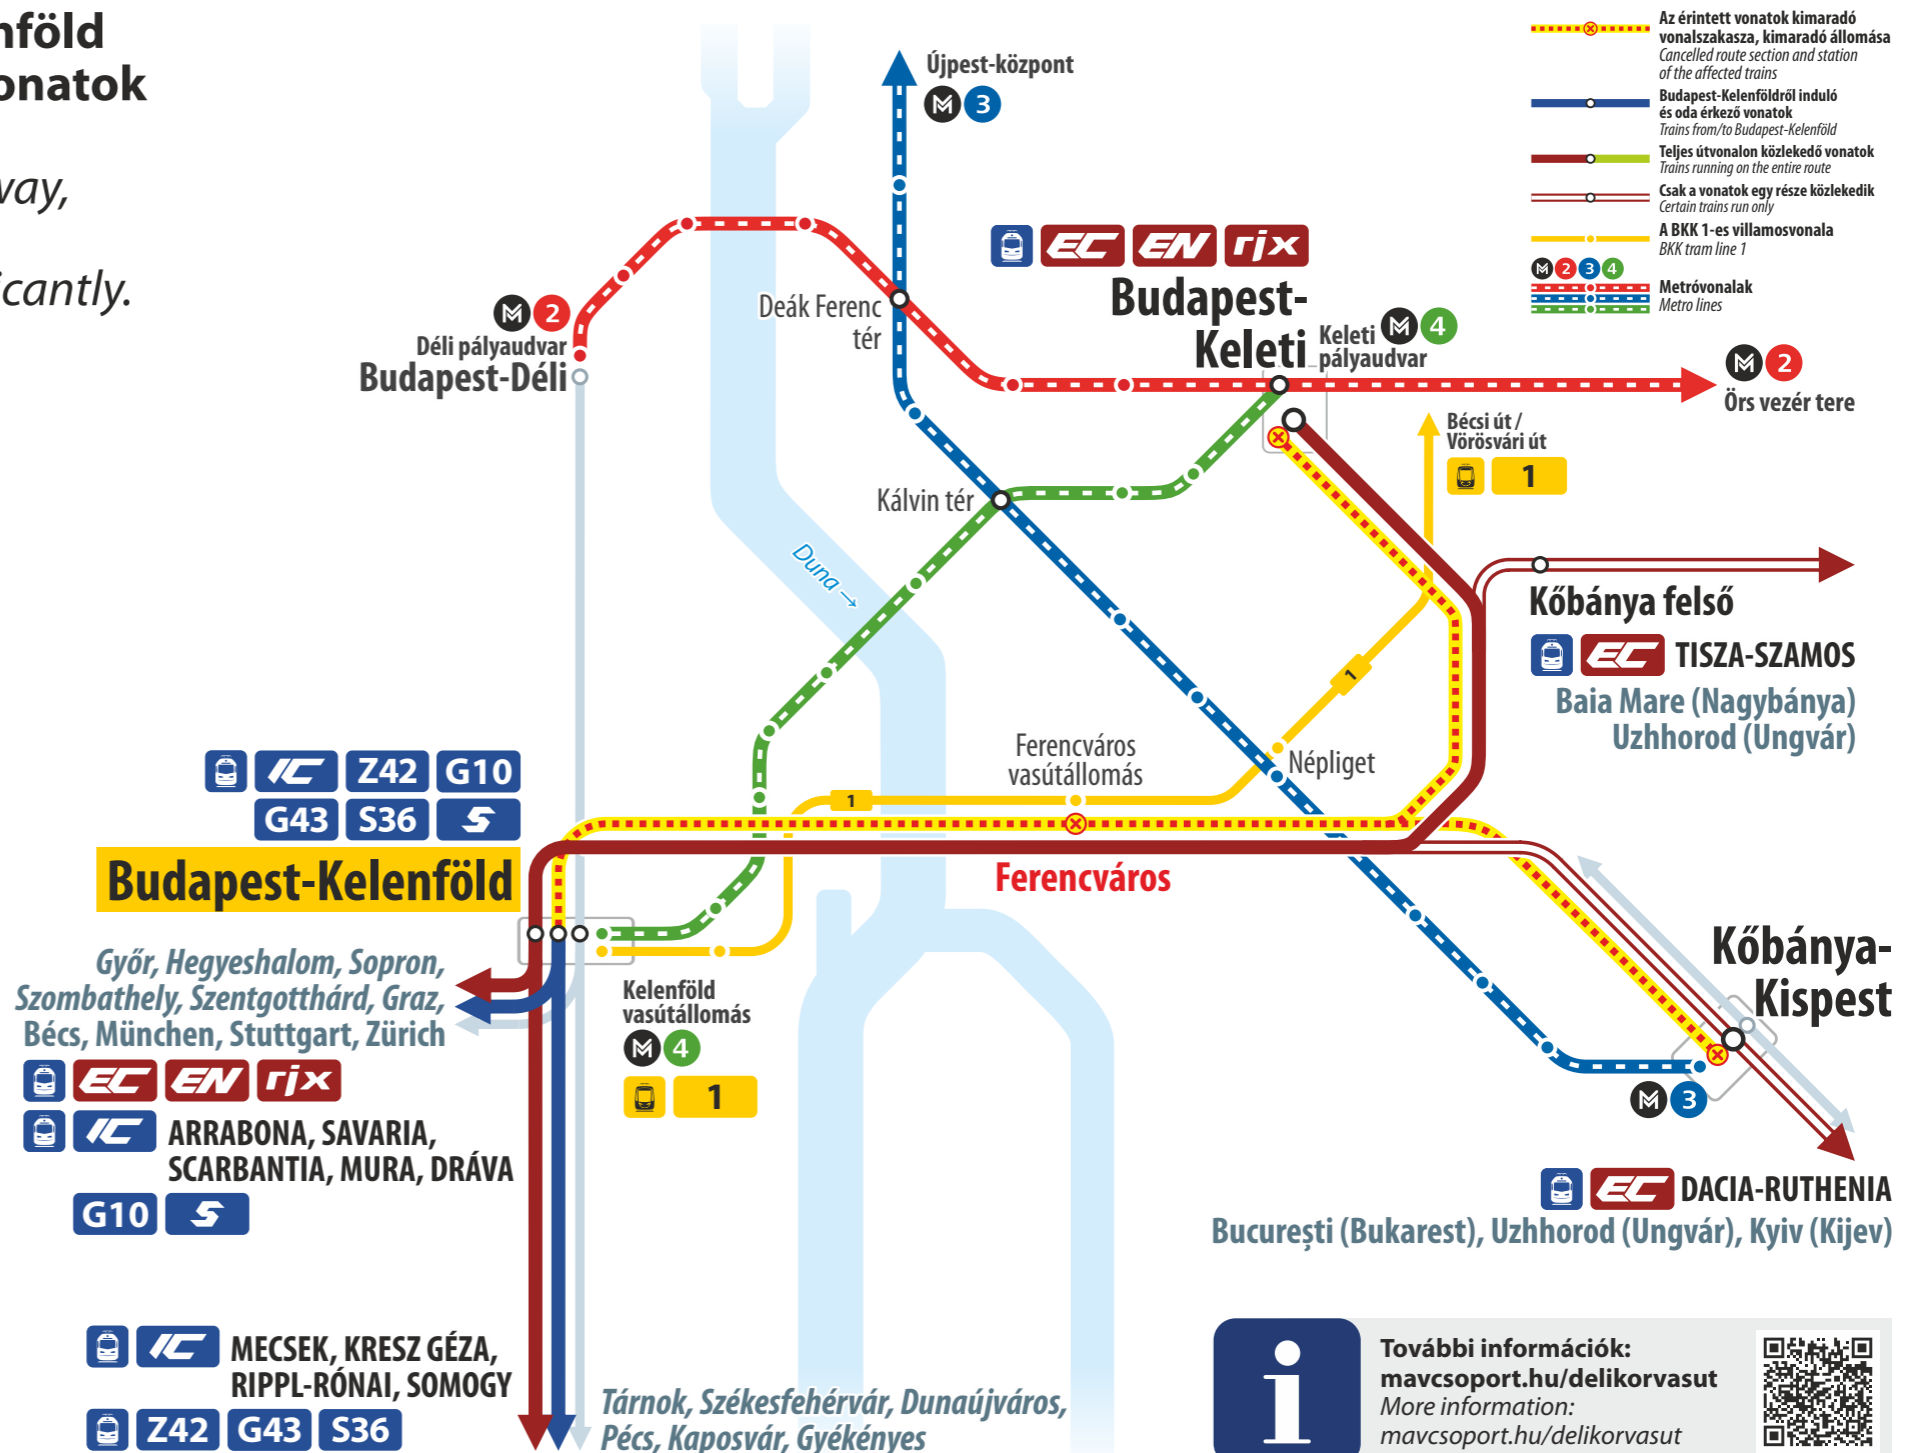 nföld
onatok
vay,
cantly.
Az érintett vonatok kimaradó
vonalszakasza, kimaradó állomása
Cancelled route section and station
of the affected trains
Budapest-Kelenföldről induló
és oda érkező vonatok
Trains from/to Budapest-Kelenföld
Teljes útvonalon közlekedő vonatok
Trains running on the entire route
Csak a vonatok egy része közlekedik
Certain trains run only
A BKK 1-es villamosvonala
BKK tram line 1
M 2 3 4
Metróvonalak
Metro lines
Újpest-központ
M 3
EC EN rjx
Budapest-
Keleti
Keleti M 4
pályaudvar
Deák Ferenc
tér
M 2
Déli pályaudvar
Budapest-Déli
M 2
Örs vezér tere
Bécsi út /
Vörösvári út
1
Kálvin tér
Duna →
Kőbánya felső
EC TISZA-SZAMOS
Baia Mare (Nagybánya)
Uzhhorod (Ungvár)
1
Ferencváros
vasútállomás
Népliget
1
IC Z42 G10
G43 S36 S
Budapest-Kelenföld
Ferencváros
Kőbánya-
Kispest
Győr, Hegyeshalom, Sopron,
Szombathely, Szentgotthárd, Graz,
Bécs, München, Stuttgart, Zürich
EC EN rjx
IC ARRABONA, SAVARIA,
SCARBANTIA, MURA, DRÁVA
G10 S
Kelenföld
vasútállomás
M 4
1
M 3
EC DACIA-RUTHENIA
București (Bukarest), Uzhhorod (Ungvár), Kyiv (Kijev)
IC MECSEK, KRESZ GÉZA,
RIPPL-RÓNAI, SOMOGY
Z42 G43 S36
Tárnok, Székesfehérvár, Dunaújváros,
Pécs, Kaposvár, Gyékényes
i
További információk:
mavcsoport.hu/delikorvasut
More information:
mavcsoport.hu/delikorvasut